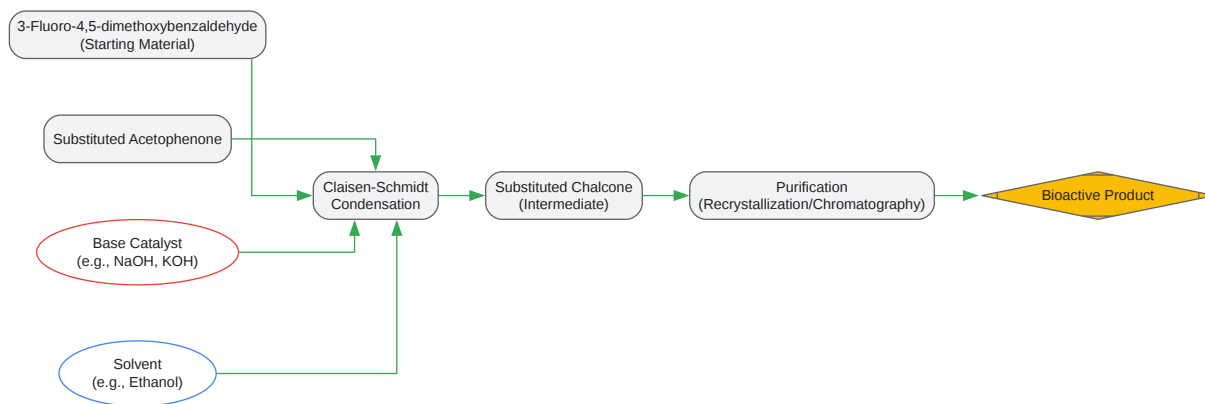 3-Fluoro-4,5-dimethoxybenzaldehyde
(Starting Material)
Substituted Acetophenone
Claisen-Schmidt
Condensation
Substituted Chalcone
(Intermediate)
Purification
(Recrystallization/Chromatography)
Bioactive Product
Base Catalyst
(e.g., NaOH, KOH)
Solvent
(e.g., Ethanol)